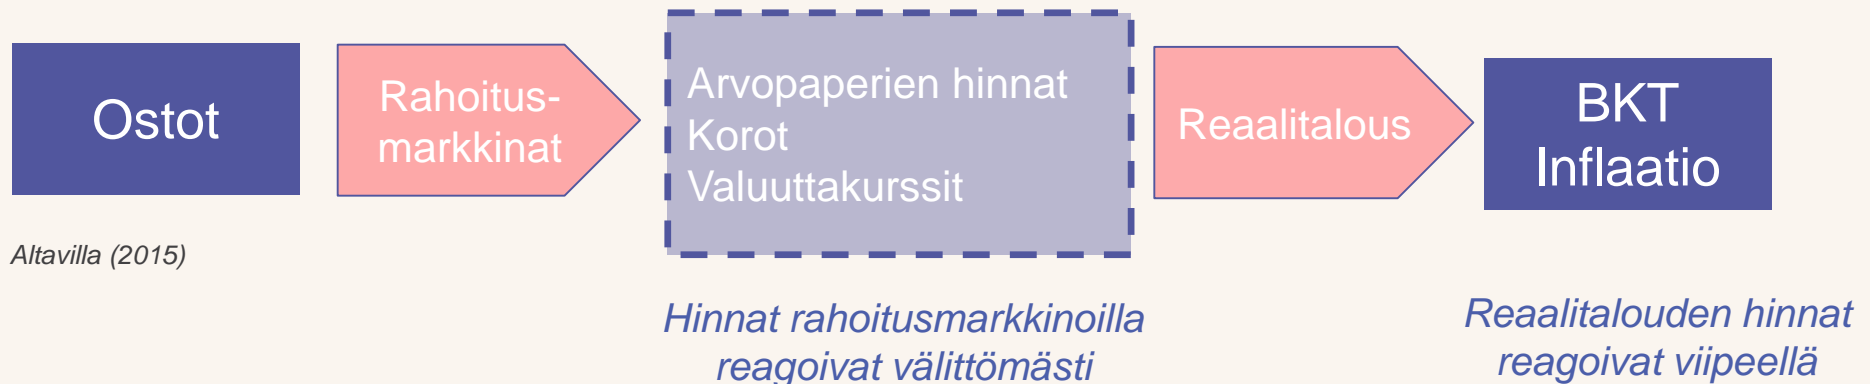 Ostot
Rahoitus-
markkinat
Arvopaperien hinnat
Korot
Valuuttakurssit
Reaalitalous
BKT
Inflaatio
Altavilla (2015)
Hinnat rahoitusmarkkinoilla
reagoivat välittömästi
Reaalitalouden hinnat
reagoivat viipeellä